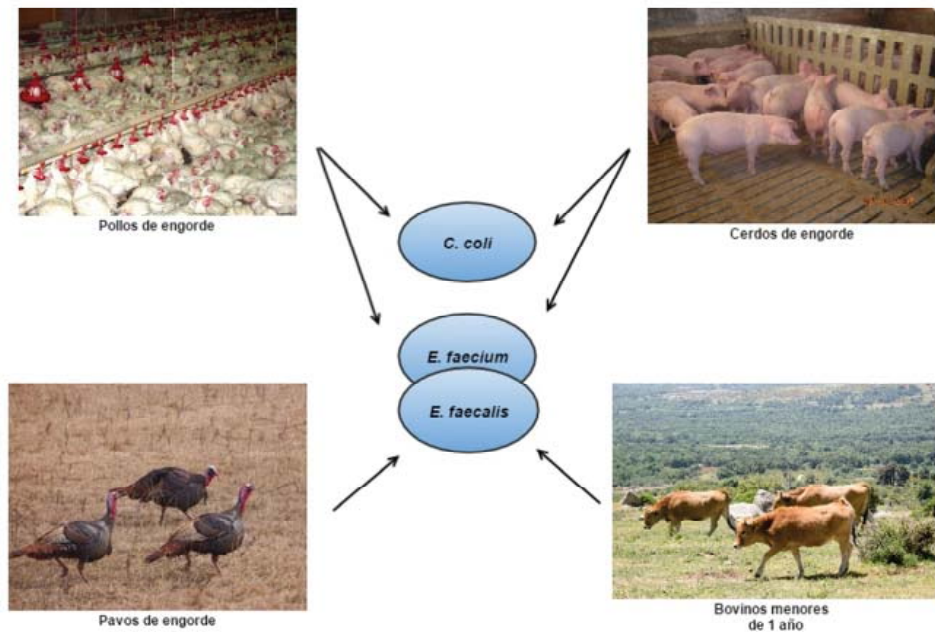 Pollos de engorde
Cerdos de engorde
C. coli
E. faecium
E. faecalis
Pavos de engorde
Bovinos menores
de 1 año